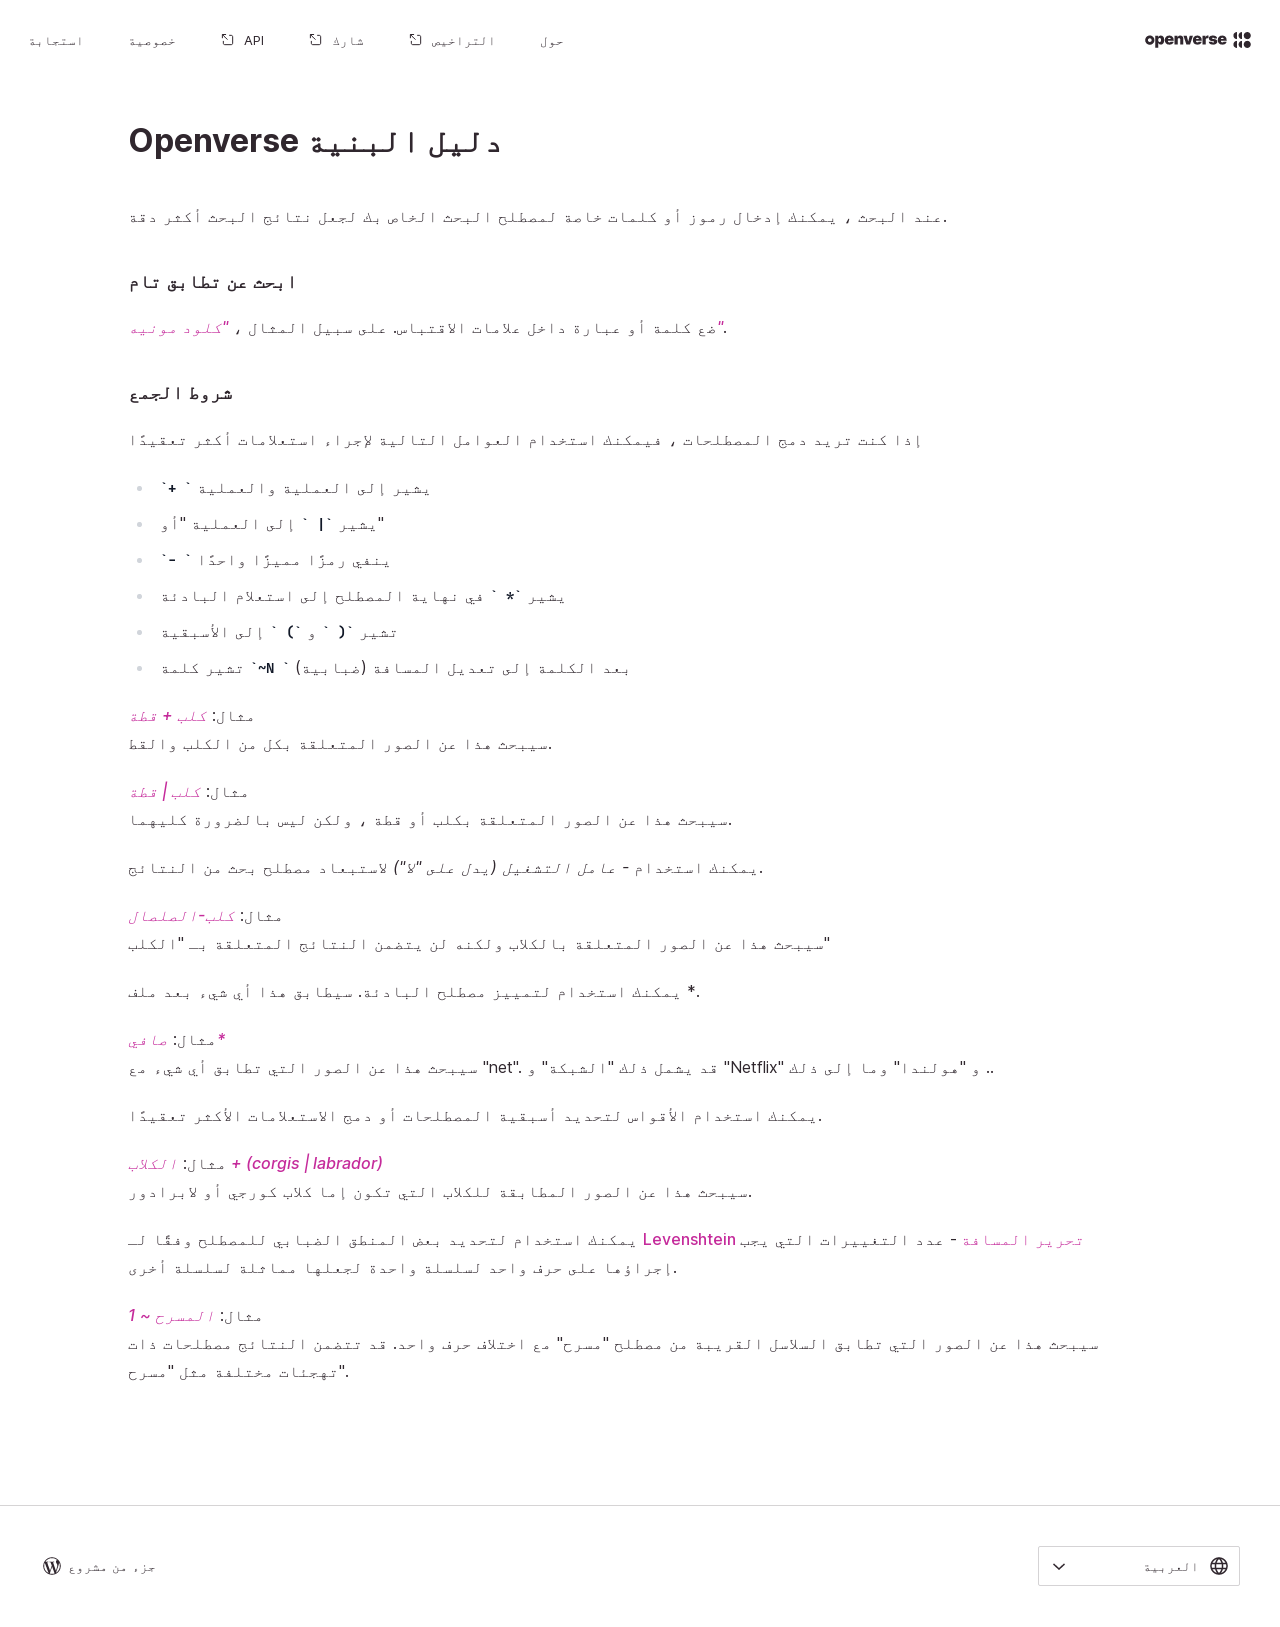 openverse
حول
التراخيص
شارك
API
خصوصية
استجابة
Openverse دليل البنية
عند البحث ، يمكنك إدخال رموز أو كلمات خاصة لمصطلح البحث الخاص بك لجعل نتائج البحث أكثر دقة.
ابحث عن تطابق تام
ضع كلمة أو عبارة داخل علامات الاقتباس. على سبيل المثال ، "كلود مونيه".
شروط الجمع
إذا كنت تريد دمج المصطلحات ، فيمكنك استخدام العوامل التالية لإجراء استعلامات أكثر تعقيدًا
`+ ` يشير إلى العملية والعملية
يشير `| ` إلى العملية "أو"
`- ` ينفي رمزًا مميزًا واحدًا
يشير `* ` في نهاية المصطلح إلى استعلام البادئة
تشير `( ` و `) ` إلى الأسبقية
تشير كلمة `~N ` بعد الكلمة إلى تعديل المسافة (ضبابية)
مثال: كلب + قطة
سيبحث هذا عن الصور المتعلقة بكل من الكلب والقط.
مثال: كلب | قطة
سيبحث هذا عن الصور المتعلقة بكلب أو قطة ، ولكن ليس بالضرورة كليهما.
يمكنك استخدام - عامل التشغيل (يدل على "لا") لاستبعاد مصطلح بحث من النتائج.
مثال: كلب-الصلصال
سيبحث هذا عن الصور المتعلقة بالكلاب ولكنه لن يتضمن النتائج المتعلقة بـ "الكلب"
يمكنك استخدام لتمييز مصطلح البادئة. سيطابق هذا أي شيء بعد ملف *.
مثال: صافي*
سيبحث هذا عن الصور التي تطابق أي شيء مع "net". قد يشمل ذلك "الشبكة" و "Netflix" و "هولندا" وما إلى ذلك ..
يمكنك استخدام الأقواس لتحديد أسبقية المصطلحات أو دمج الاستعلامات الأكثر تعقيدًا.
مثال: الكلاب + (corgis | labrador)
سيبحث هذا عن الصور المطابقة للكلاب التي تكون إما كلاب كورجي أو لابرادور.
يمكنك استخدام لتحديد بعض المنطق الضبابي للمصطلح وفقًا لـ Levenshtein تحرير المسافة - عدد التغييرات التي يجب
إجراؤها على حرف واحد لسلسلة واحدة لجعلها مماثلة لسلسلة أخرى.
مثال: المسرح ~ 1
سيبحث هذا عن الصور التي تطابق السلاسل القريبة من مصطلح "مسرح" مع اختلاف حرف واحد. قد تتضمن النتائج مصطلحات ذات
تهجئات مختلفة مثل "مسرح".
العربية
جزء من مشروع